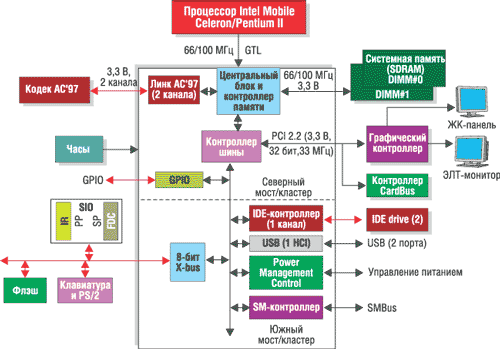 Процессор Intel Mobile
Celeron/Pentium II
66/100 МГц
GTL
3,3 В,
2 канала
Кодек AC'97
Линк AC'97
(2 канала)
Центральный
блок и
контроллер
памяти
66/100 МГц
3,3 В
Системная память
(SDRAM)
DIMM#0
DIMM#1
ЖК-панель
Часы
Контроллер
шины
PCI 2.2 (3,3 В,
32 бит,33 МГц)
Графический
контроллер
ЭЛТ-монитор
GPIO
GPIO
Контроллер
CardBus
Северный
мост/кластер
SIO
IR
PP
SP
FDC
IDE-контроллер
(1 канал)
IDE drive (2)
USB (1 HCI)
USB (2 порта)
8-бит
X-bus
Power
Management
Control
Управление питанием
Флэш
Клавиатура
и PS/2
SM-контроллер
SMBus
Южный
мост/кластер